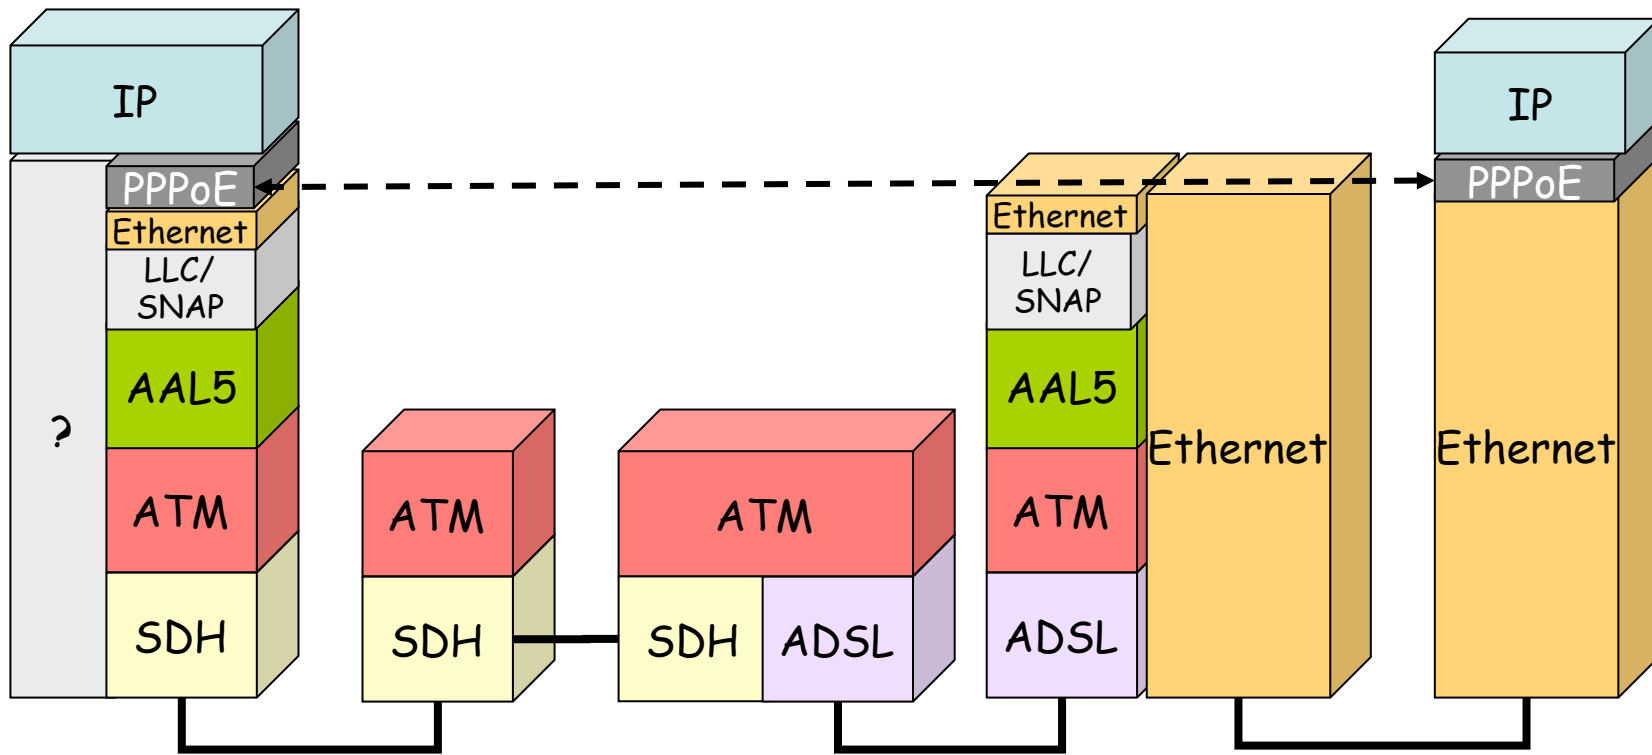 IP
PPPoE
Ethernet
LLC/
SNAP
AAL5
?
ATM
SDH
ATM
SDH
ATM
SDH
ADSL
Ethernet
LLC/
SNAP
AAL5
ATM
ADSL
Ethernet
IP
PPPoE
Ethernet